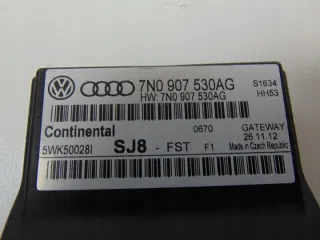 7N0 907 530AG S1634
HW: 7N0 907 530AG HH53
Continental 0670 GATEWAY
26.11.12
5WK50028I SJ8 - FST F1 Made in Czech Republic